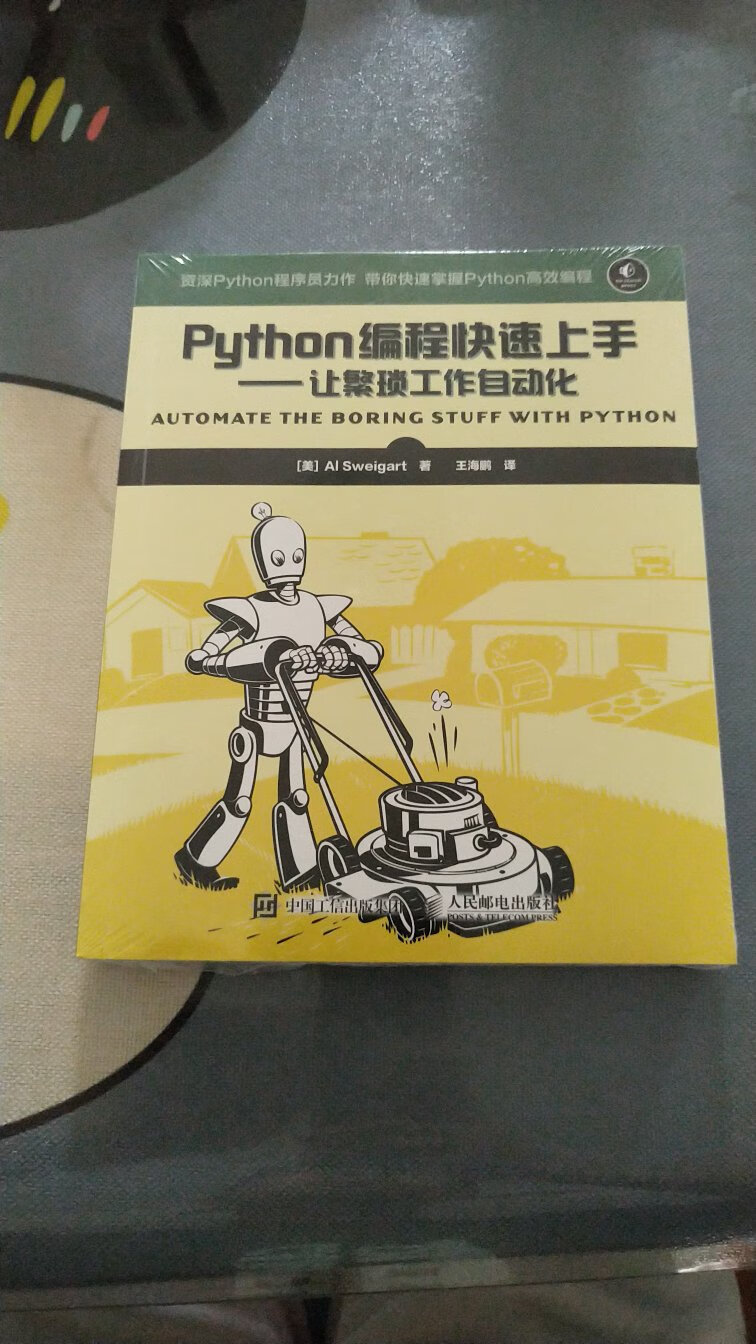 资深Python程序员力作 带你快速掌握Python高效编程
Python编程快速上手
——让繁琐工作自动化
AUTOMATE THE BORING STUFF WITH PYTHON
[美] Al Sweigart 著 王海鹏 译
中国工信出版集团 人民邮电出版社
POSTS & TELECOM PRESS